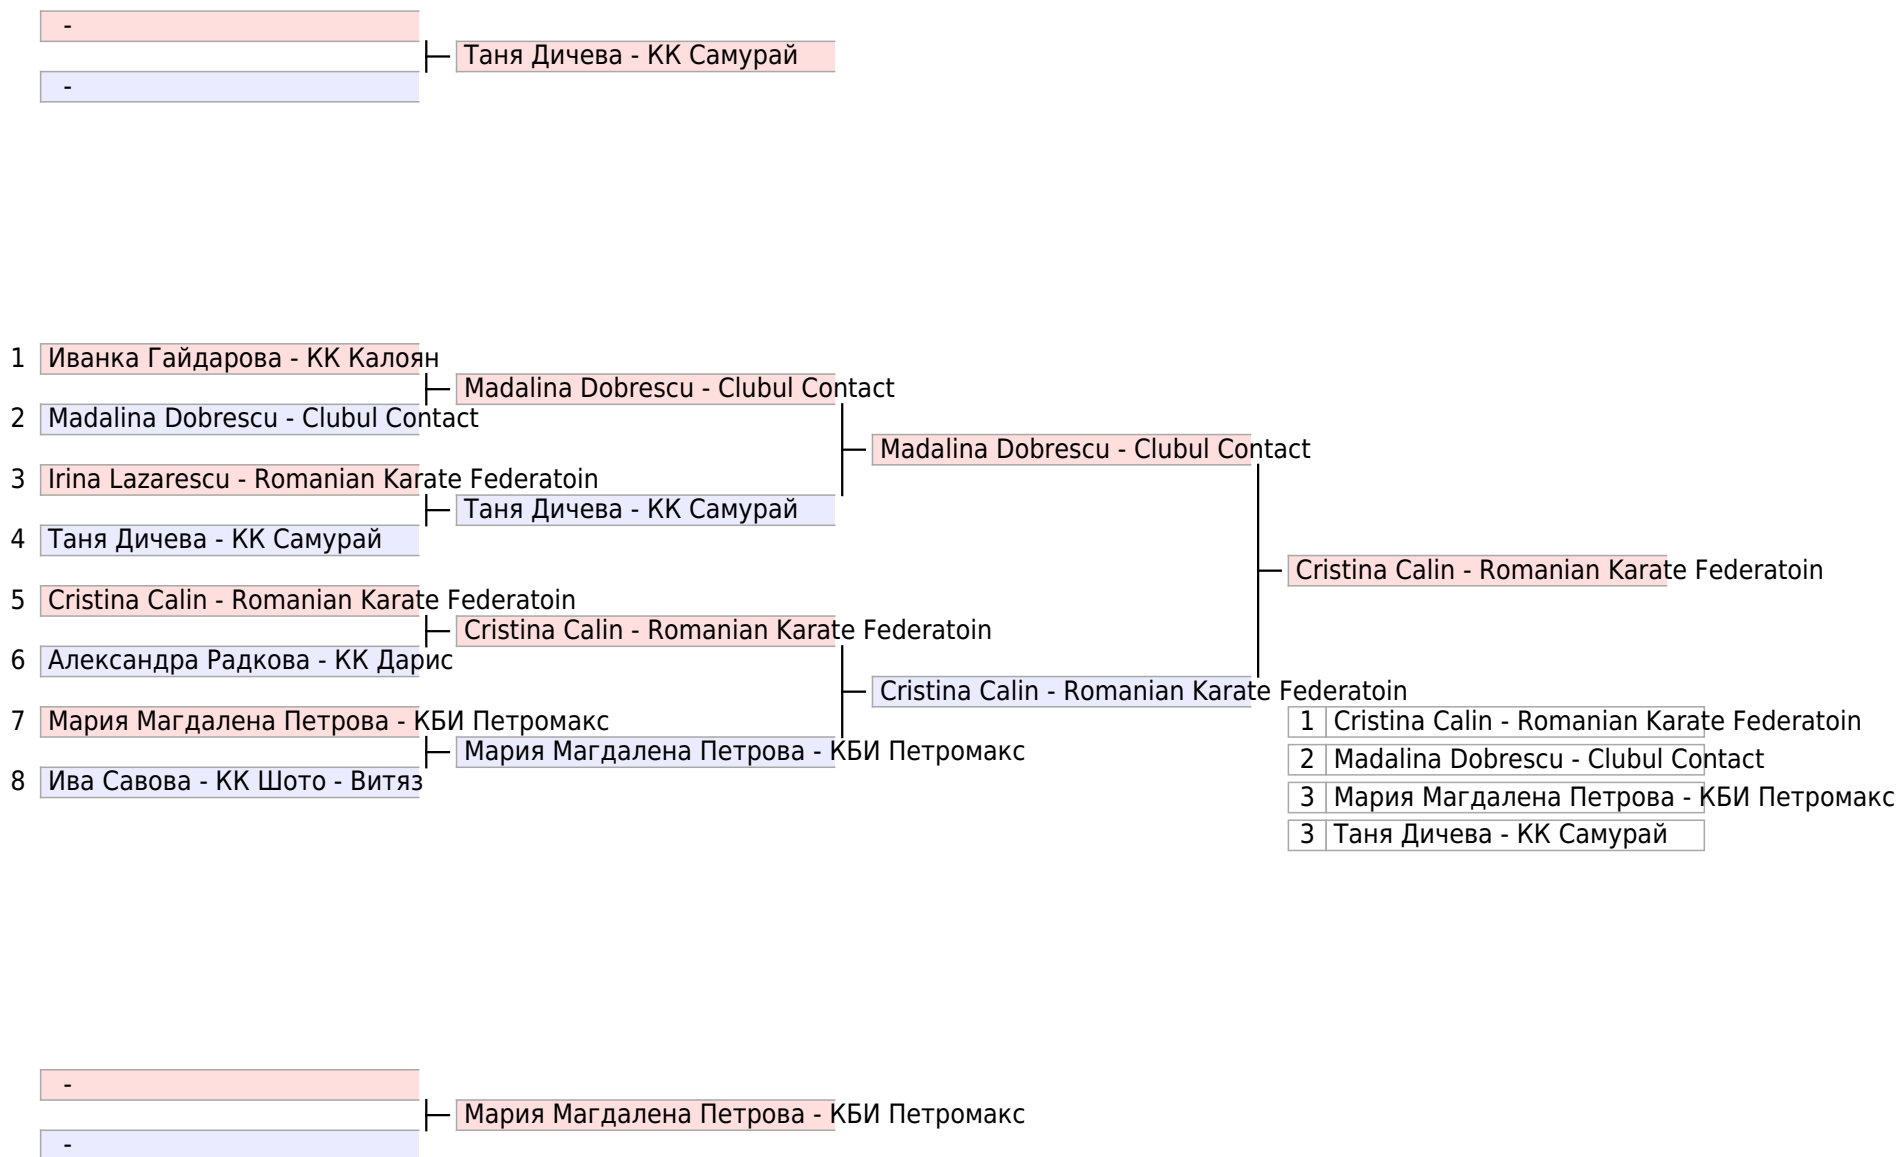 -
Таня Дичева - КК Самурай
-
1 Иванка Гайдарова - КК Калоян
Madalina Dobrescu - Clubul Contact
2 Madalina Dobrescu - Clubul Contact
Madalina Dobrescu - Clubul Contact
3 Irina Lazarescu - Romanian Karate Federatoin
Таня Дичева - КК Самурай
4 Таня Дичева - КК Самурай
Cristina Calin - Romanian Karate Federatoin
5 Cristina Calin - Romanian Karate Federatoin
Cristina Calin - Romanian Karate Federatoin
6 Александра Радкова - КК Дарис
Cristina Calin - Romanian Karate Federatoin
7 Мария Магдалена Петрова - КБИ Петромакс
1 Cristina Calin - Romanian Karate Federatoin
Мария Магдалена Петрова - КБИ Петромакс
2 Madalina Dobrescu - Clubul Contact
8 Ива Савова - КК Шото - Витяз
3 Мария Магдалена Петрова - КБИ Петромакс
3 Таня Дичева - КК Самурай
-
Мария Магдалена Петрова - КБИ Петромакс
-